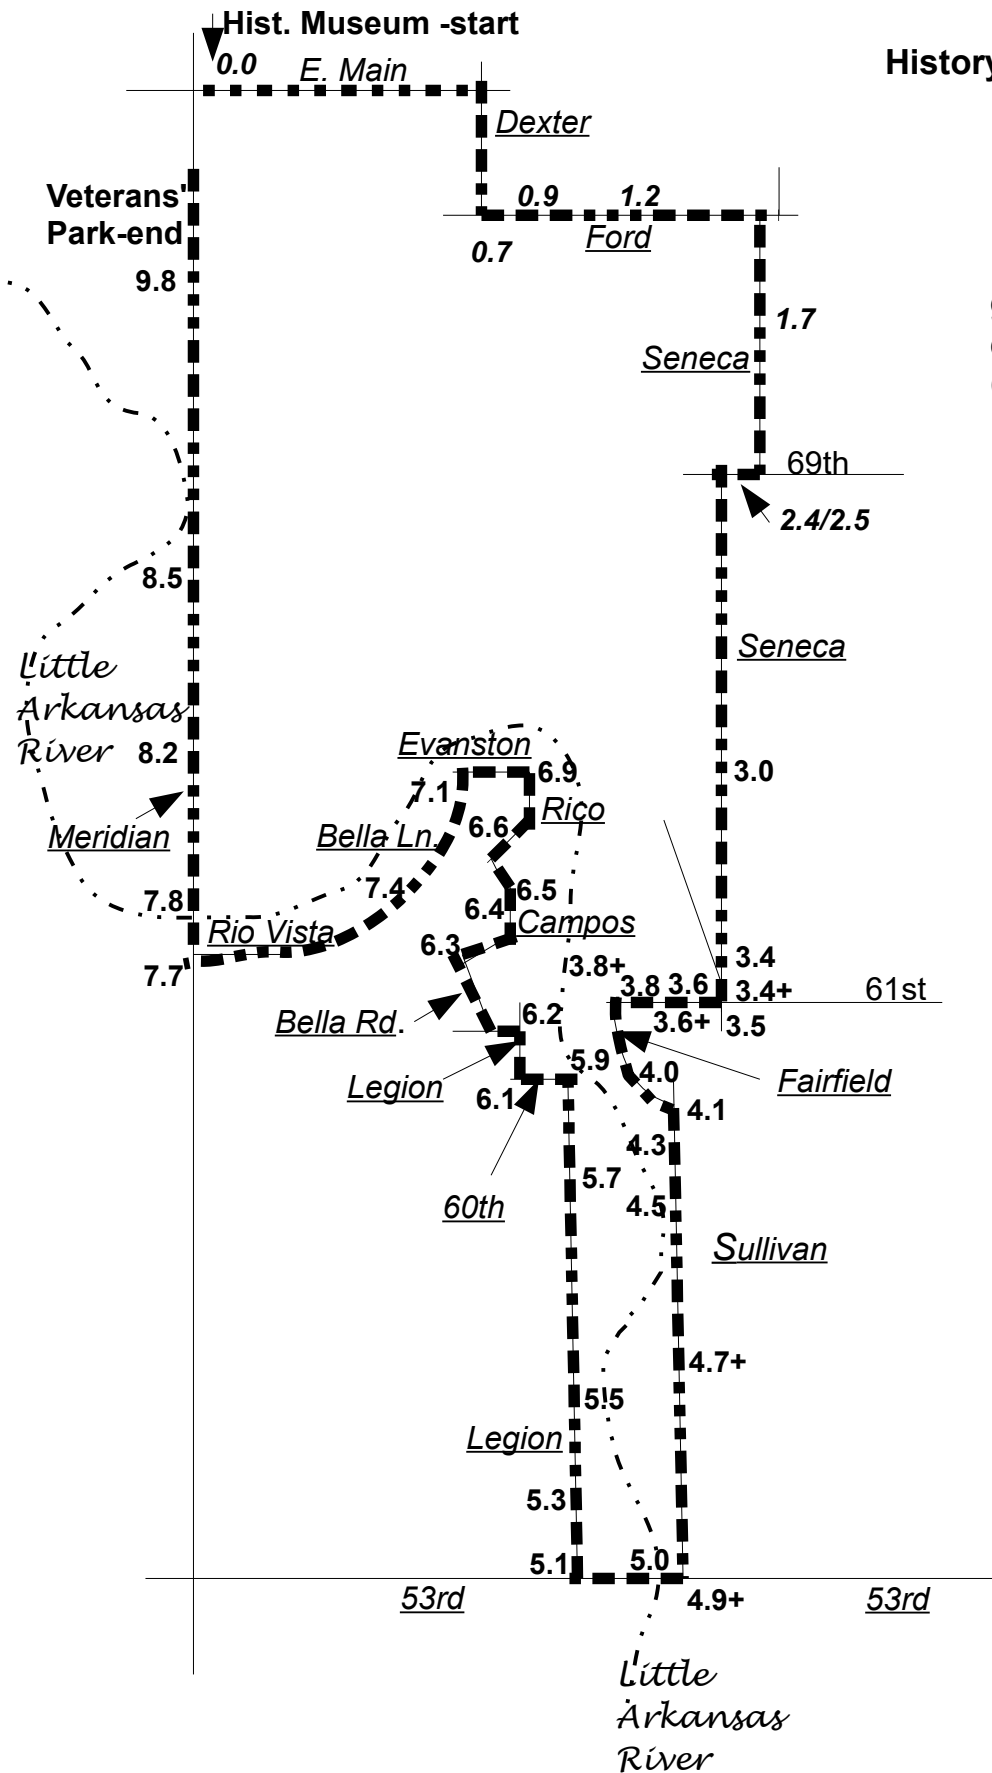 Hist. Museum -start
0.0
E. Main
History
Dexter
Veterans'
Park-end
0.9
1.2
Ford
0.7
9.8
1.7
Seneca
69th
2.4/2.5
8.5
Seneca
Little
Arkansas
River
8.2
Evanston
6.9
3.0
7.1
Rico
Meridian
Bella Ln.
6.6
7.4
6.5
7.8
6.4
Campos
Rio Vista
6.3
3.4
7.7
3.8+
3.8
3.6
3.4+
61st
Bella Rd.
6.2
3.6+
3.5
5.9
4.0
Fairfield
Legion
6.1
4.1
4.3
5.7
60th
4.5
Sullivan
4.7+
5.5
Legion
5.3
5.1
5.0
53rd
4.9+
53rd
Little
Arkansas
River